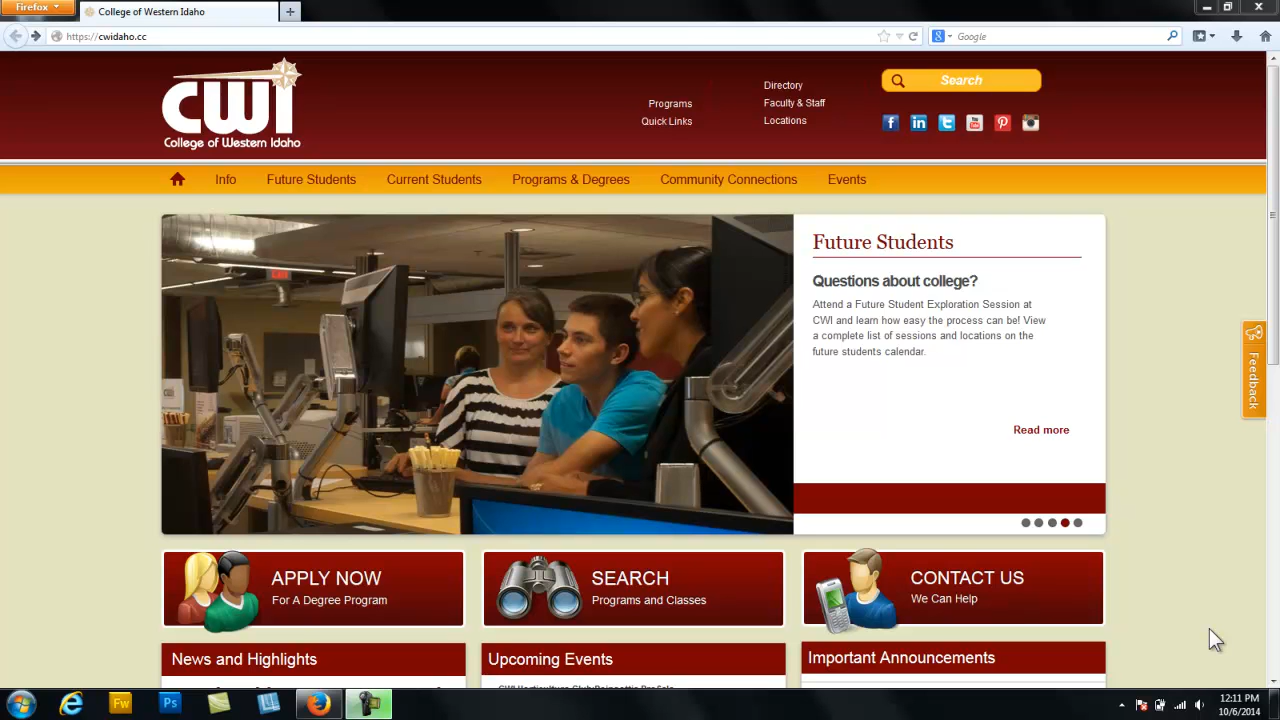 Firefox
College of Western Idaho
https://cwidaho.cc
Google
CWI
College of Western Idaho
Programs
Quick Links
Directory
Faculty & Staff
Locations
Search
Info
Future Students
Current Students
Programs & Degrees
Community Connections
Events
Future Students
Questions about college?
Attend a Future Student Exploration Session at
CWI and learn how easy the process can be! View
a complete list of sessions and locations on the
future students calendar.
Read more
Feedback
APPLY NOW
For A Degree Program
SEARCH
Programs and Classes
CONTACT US
We Can Help
News and Highlights
Upcoming Events
Important Announcements
12:11 PM
10/6/2014